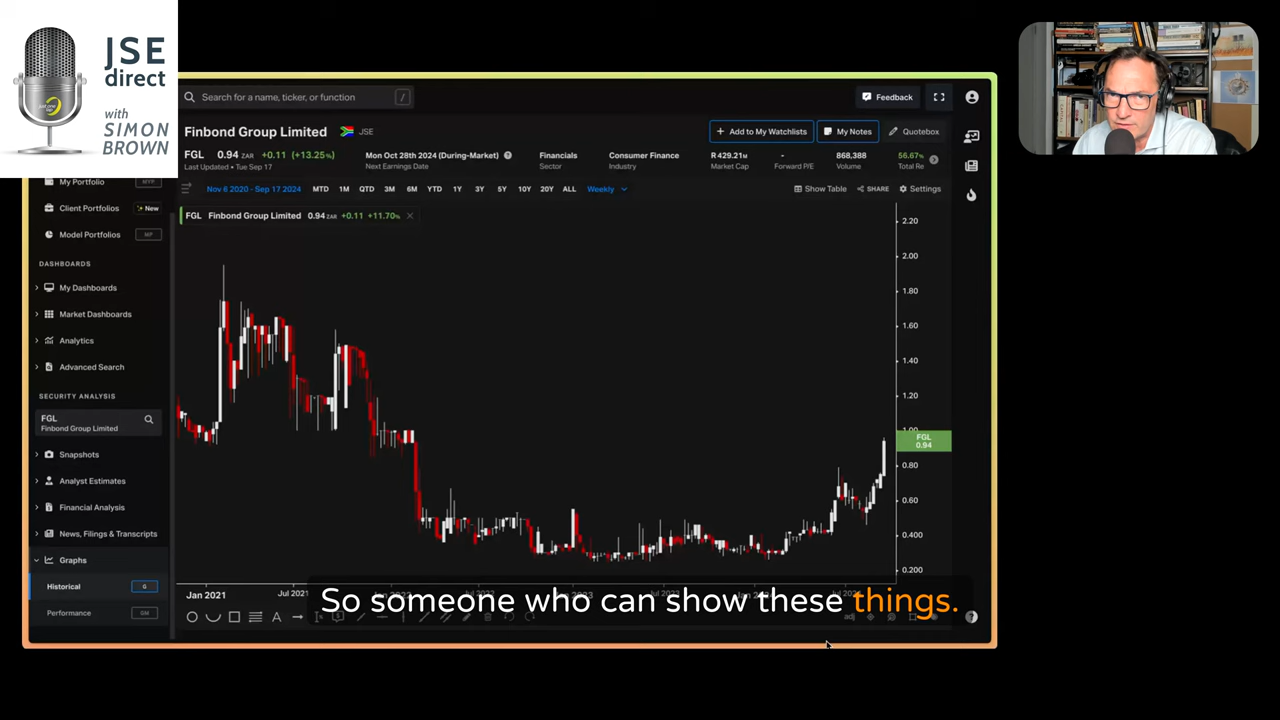 JSE
direct
with
SIMON
BROWN
Search for a name, ticker, or function /
Feedback
Finbond Group Limited JSE
+ Add to My Watchlists My Notes Quotebox
FGL 0.94 ZAR +0.11 (+13.25%)
Last Updated • Tue Sep 17
Mon Oct 28th 2024 (During-Market)
Next Earnings Date
Financials
Sector
Consumer Finance
Industry
R 429.21m
Market Cap
-
Forward P/E
868,388
Volume
56.67%
Total Re
Nov 6 2020 - Sep 17 2024 MTD 1M QTD 3M 6M YTD 1Y 3Y 5Y 10Y 20Y ALL Weekly Show Table SHARE Settings
FGL Finbond Group Limited 0.94 ZAR +0.11 +11.70% ×
My Portfolio MYP
Client Portfolios New
Model Portfolios MP
DASHBOARDS
My Dashboards
Market Dashboards
Analytics
Advanced Search
SECURITY ANALYSIS
FGL
Finbond Group Limited
Snapshots
Analyst Estimates
Financial Analysis
News, Filings & Transcripts
Graphs
Historical G
Performance GM
2.20
2.00
1.80
1.60
1.40
1.20
1.00
FGL
0.94
0.80
0.60
0.400
0.200
Jan 2021 Jul 2021
So someone who can show these things.
adj